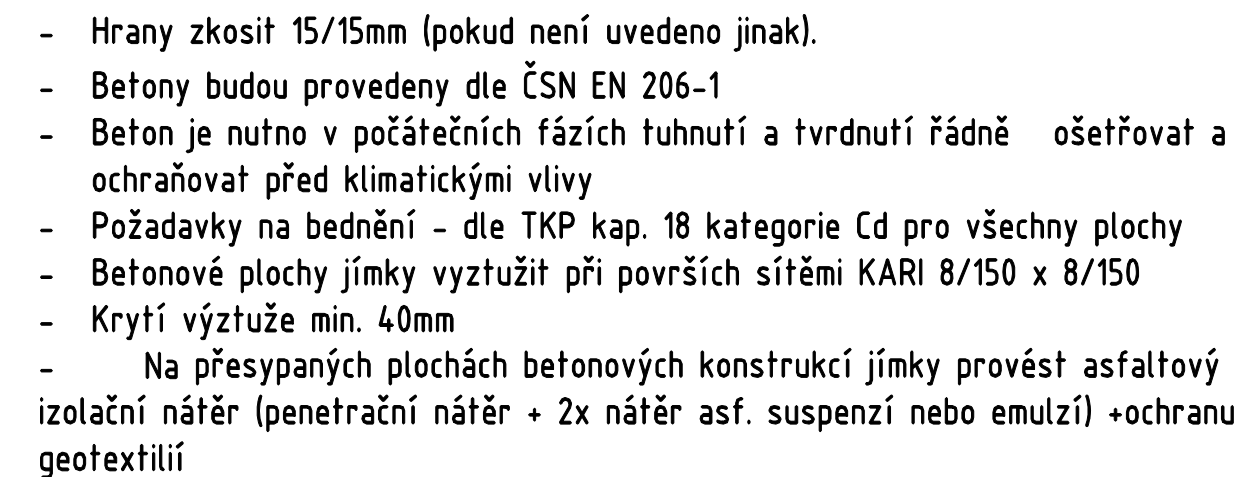 - Hrany zkosit 15/15mm (pokud není uvedeno jinak).
- Betony budou provedeny dle ČSN EN 206-1
- Beton je nutno v počátečních fázích tuhnutí a tvrdnutí řádně ošetřovat a
ochraňovat před klimatickými vlivy
- Požadavky na bednění - dle TKP kap. 18 kategorie Cd pro všechny plochy
- Betonové plochy jímky vyztužit při površích sítěmi KARI 8/150 x 8/150
- Krytí výztuže min. 40mm
- Na přesypaných plochách betonových konstrukcí jímky provést asfaltový
izolační nátěr (penetrační nátěr + 2x nátěr asf. suspenzí nebo emulzí) +ochranu
geotextilií